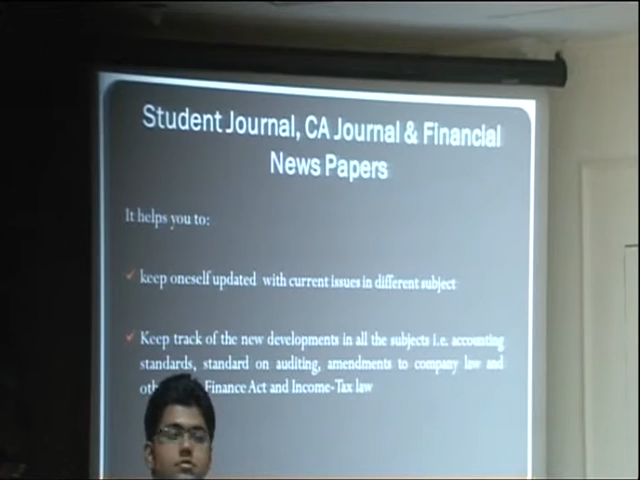 Student Journal, CA Journal & Financial
News Papers
It helps you to:
keep oneself updated with current issues in different subject
Keep track of the new developments in all the subjects i.e. accounting
standards, standard on auditing, amendments to company law and
Finance Act and Income-Tax law